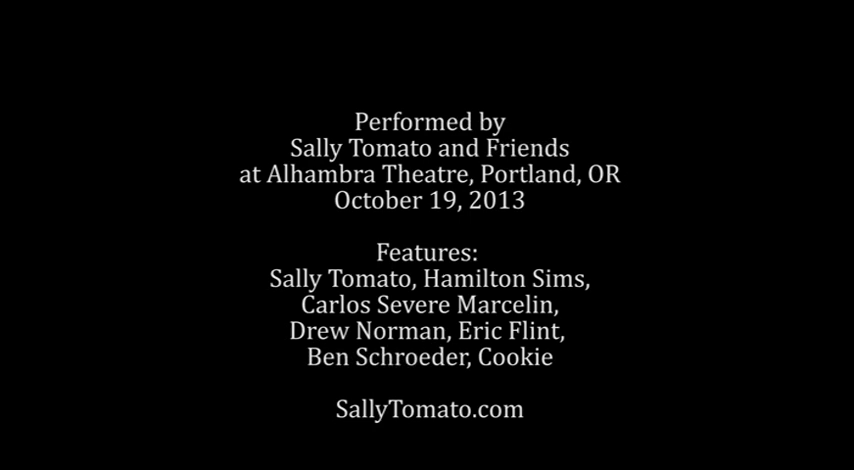 Performed by
Sally Tomato and Friends
at Alhambra Theatre, Portland, OR
October 19, 2013
Features:
Sally Tomato, Hamilton Sims,
Carlos Severe Marcelin,
Drew Norman, Eric Flint,
Ben Schroeder, Cookie
SallyTomato.com